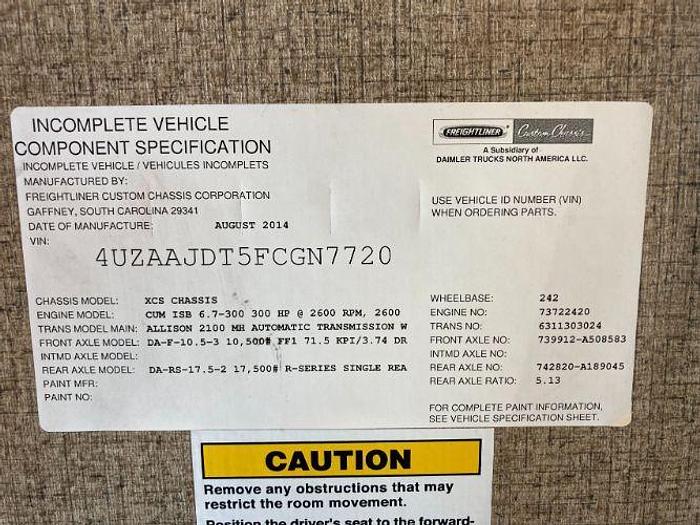 INCOMPLETE VEHICLE
COMPONENT SPECIFICATION
INCOMPLETE VEHICLE / VEHICULES INCOMPLETS
MANUFACTURED BY:
FREIGHTLINER CUSTOM CHASSIS CORPORATION
GAFFNEY, SOUTH CAROLINA 29341
DATE OF MANUFACTURE: AUGUST 2014
VIN:
4UZAAJDT5FCGN7720
FREIGHTLINER Custom Chassis
A Subsidiary of
DAIMLER TRUCKS NORTH AMERICA LLC.
USE VEHICLE ID NUMBER (VIN)
WHEN ORDERING PARTS.
CHASSIS MODEL: XCS CHASSIS
ENGINE MODEL: CUM ISB 6.7-300 300 HP @ 2600 RPM, 2600
TRANS MODEL MAIN: ALLISON 2100 MH AUTOMATIC TRANSMISSION W
FRONT AXLE MODEL: DA-F-10.5-3 10,500# FF1 71.5 KPI/3.74 DR
INTMD AXLE MODEL:
REAR AXLE MODEL: DA-RS-17.5-2 17,500# R-SERIES SINGLE REA
PAINT MFR:
PAINT NO:
WHEELBASE: 242
ENGINE NO: 73722420
TRANS NO: 6311303024
FRONT AXLE NO: 739912-A508583
INTMD AXLE NO:
REAR AXLE NO: 742820-A189045
REAR AXLE RATIO: 5.13
FOR COMPLETE PAINT INFORMATION,
SEE VEHICLE SPECIFICATION SHEET.
CAUTION
Remove any obstructions that may
restrict the room movement.
Position the driver's seat to the forward-